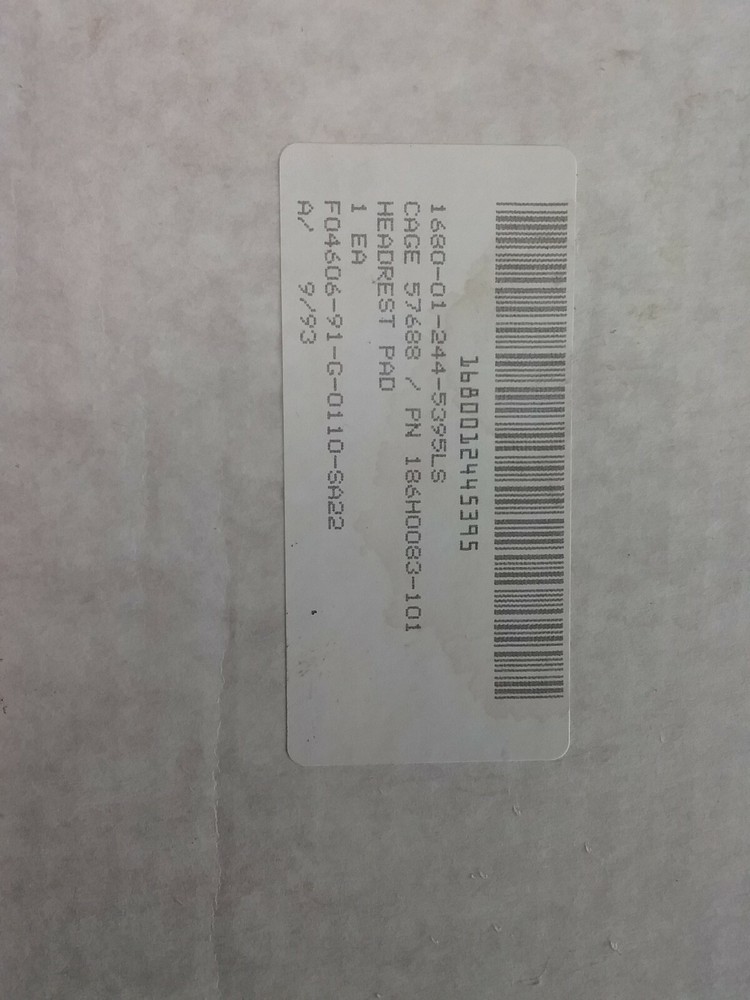 1680012445395
1680-01-244-5395LS
CAGE 57688 / PN 186H0083-101
HEADREST PAD
1 EA
F04606-91-G-0110-SA22
A/ 9/93